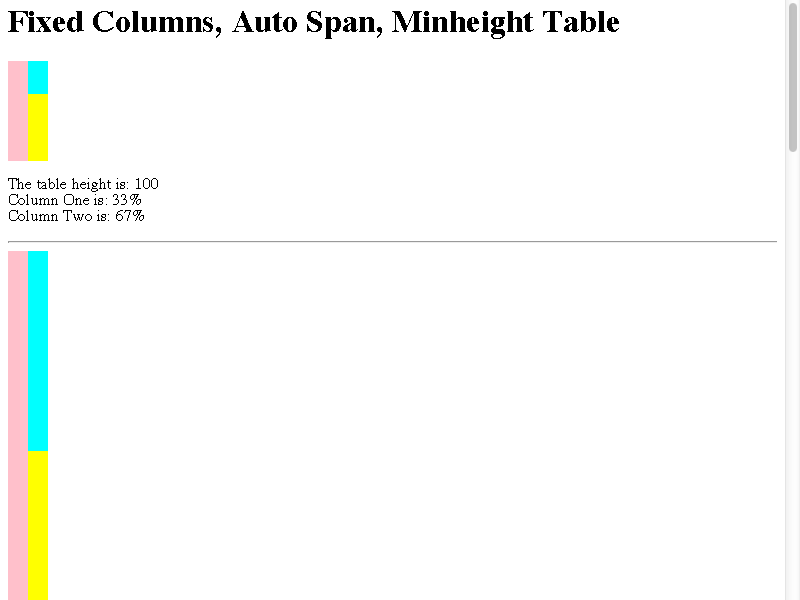 Fixed Columns, Auto Span, Minheight Table
The table height is: 100
Column One is: 33%
Column Two is: 67%